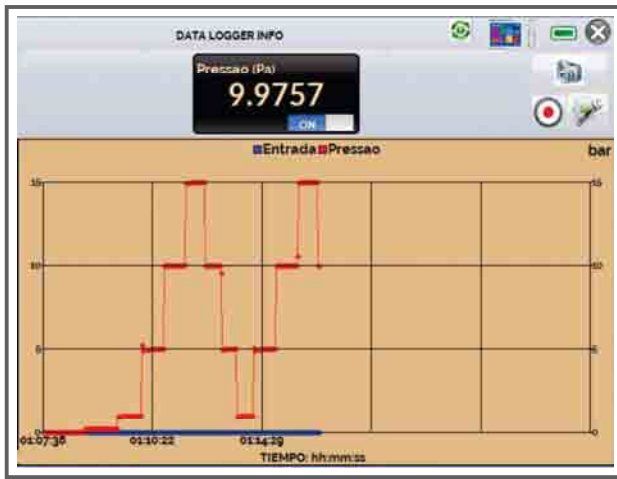 DATA LOGGER INFO
Pressao (Pa)
9.9757
ON
Entrada Pressao
bar
15 15
10 10
5 5
0 0
01:07:36 01:10:22 01:14:29
TIEMPO: hh:mm:ss